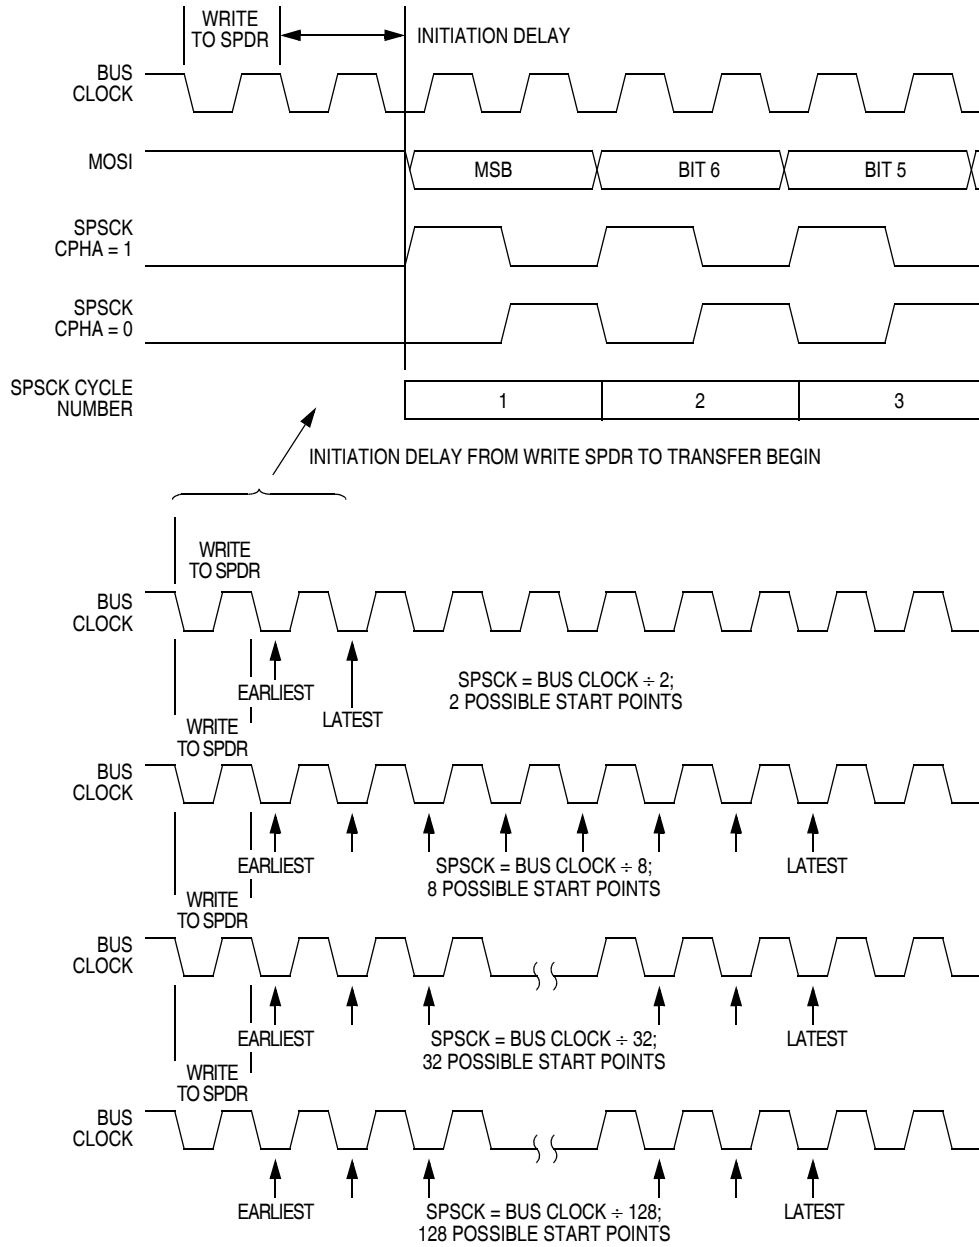 WRITE
TO SPDR
INITIATION DELAY
BUS
CLOCK
MOSI
MSB
BIT 6
BIT 5
SPSCK
CPHA = 1
SPSCK
CPHA = 0
SPSCK CYCLE
NUMBER
1
2
3
INITIATION DELAY FROM WRITE SPDR TO TRANSFER BEGIN
WRITE
TO SPDR
BUS
CLOCK
EARLIEST
LATEST
SPSCK = BUS CLOCK ÷ 2;
2 POSSIBLE START POINTS
WRITE
TO SPDR
BUS
CLOCK
EARLIEST
SPSCK = BUS CLOCK ÷ 8;
8 POSSIBLE START POINTS
LATEST
WRITE
TO SPDR
BUS
CLOCK
EARLIEST
SPSCK = BUS CLOCK ÷ 32;
32 POSSIBLE START POINTS
LATEST
WRITE
TO SPDR
BUS
CLOCK
EARLIEST
SPSCK = BUS CLOCK ÷ 128;
128 POSSIBLE START POINTS
LATEST